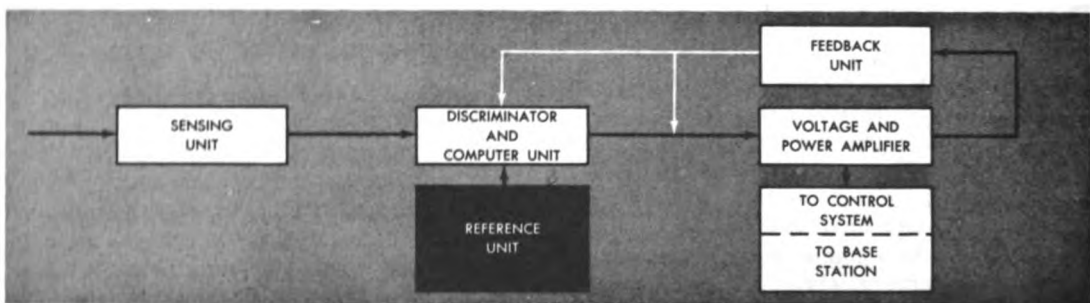 SENSING
UNIT
DISCRIMINATOR
AND
COMPUTER UNIT
REFERENCE
UNIT
FEEDBACK
UNIT
VOLTAGE AND
POWER AMPLIFIER
TO CONTROL
SYSTEM
TO BASE
STATION